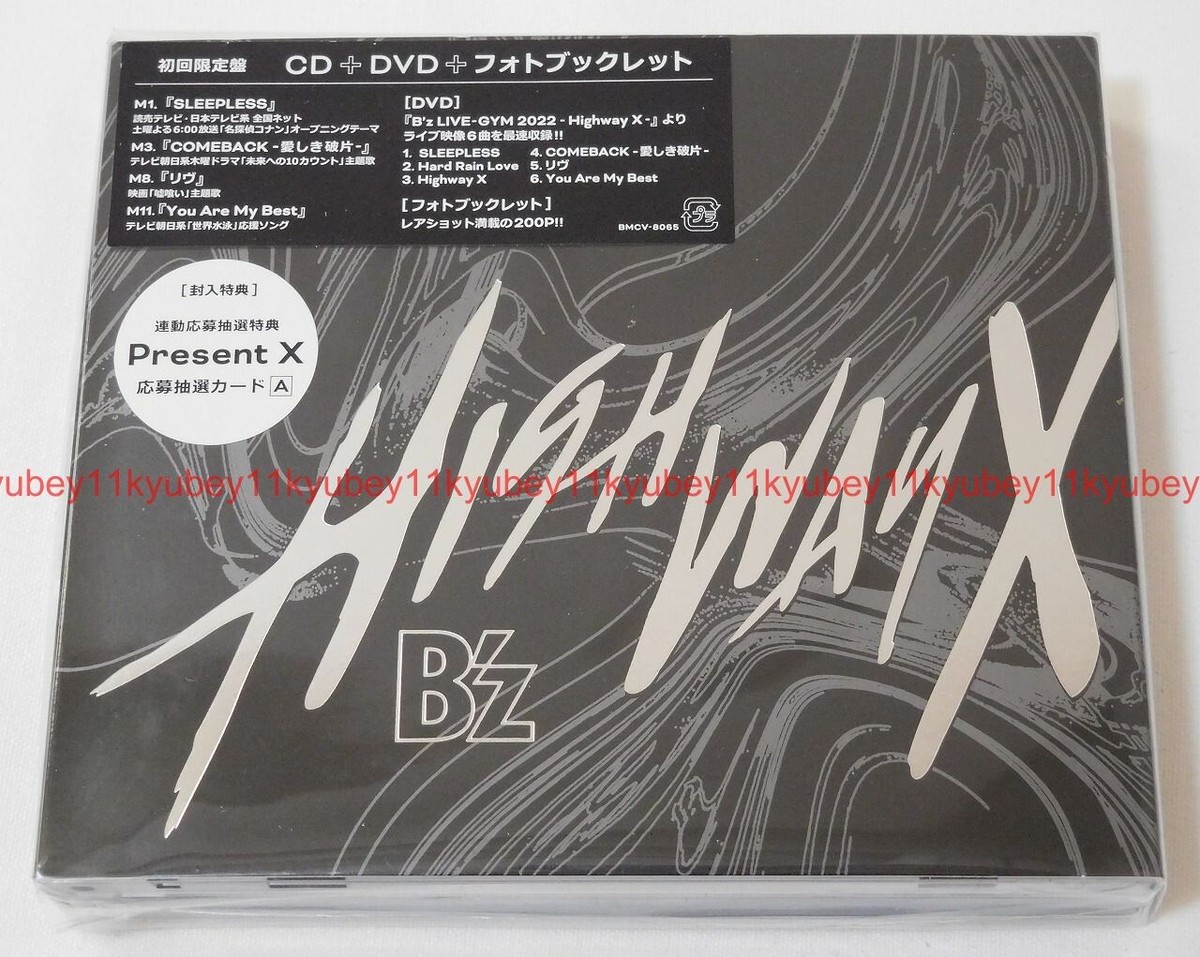 初回限定盤 CD+DVD+フォトブックレット
M1.『SLEEPLESS』
読売テレビ・日本テレビ系 全国ネット
土曜よる6:00放送「名探偵コナン」オープニングテーマ
M3.『COMEBACK -愛しき破片-』
テレビ朝日系木曜ドラマ「未来への10カウント」主題歌
M8.『リヴ』
映画「嘘喰い」主題歌
M11.『You Are My Best』
テレビ朝日系「世界水泳」応援ソング
[DVD]
『B'z LIVE-GYM 2022 - Highway X -』より
ライブ映像6曲を最速収録!!
1. SLEEPLESS
2. Hard Rain Love
3. Highway X
4. COMEBACK -愛しき破片-
5. リヴ
6. You Are My Best
[フォトブックレット]
レアショット満載の200P!!
BMCV-8065
プラ
[封入特典]
連動応募抽選特典
Present X
応募抽選カード A
HIGHWAY X
yubey11kyubey11kyubey11kyubey11kyubey11kyubey11kyubey11kyubey11kyubey
B'z